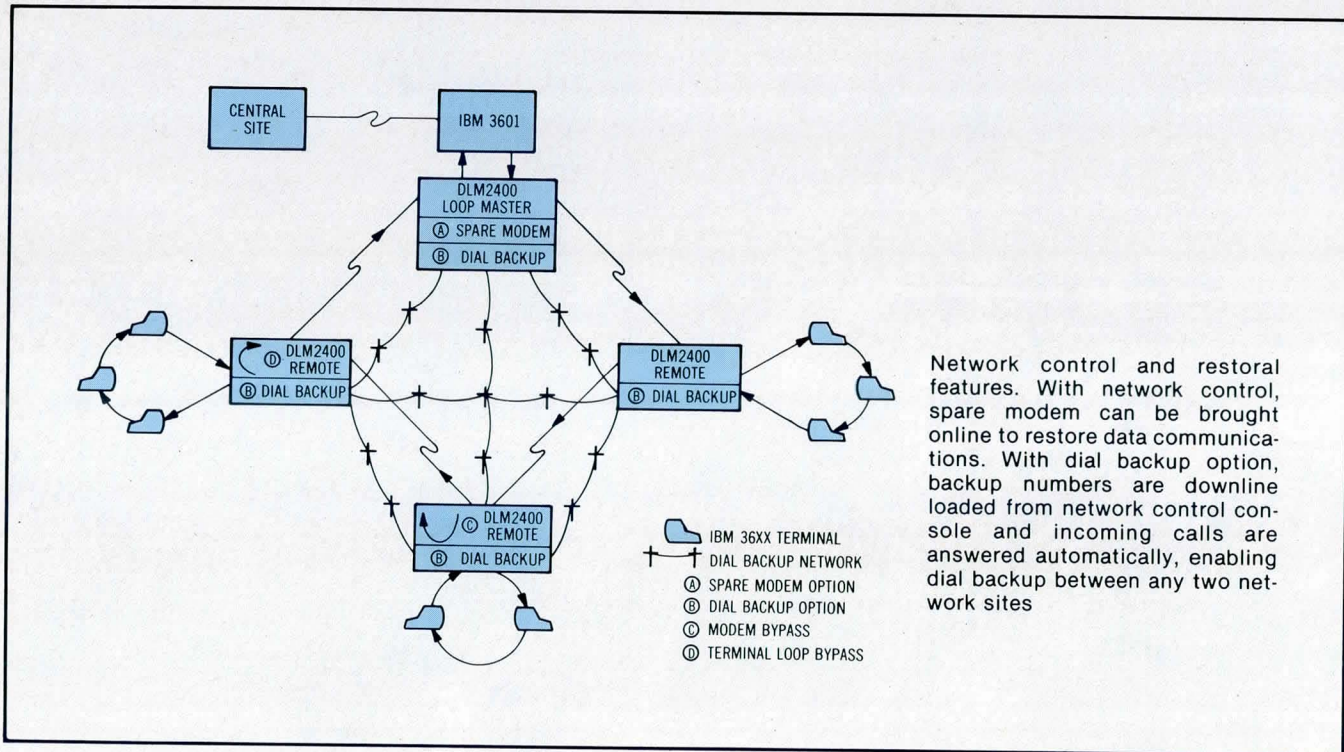 CENTRAL
SITE
IBM 3601
DLM2400
LOOP MASTER
Ⓐ SPARE MODEM
Ⓑ DIAL BACKUP
Ⓓ DLM2400
REMOTE
Ⓑ DIAL BACKUP
DLM2400
REMOTE
Ⓑ DIAL BACKUP
Ⓒ DLM2400
REMOTE
Ⓑ DIAL BACKUP
IBM 36XX TERMINAL
DIAL BACKUP NETWORK
Ⓐ SPARE MODEM OPTION
Ⓑ DIAL BACKUP OPTION
Ⓒ MODEM BYPASS
Ⓓ TERMINAL LOOP BYPASS
Network control and restoral
features. With network control,
spare modem can be brought
online to restore data communica-
tions. With dial backup option,
backup numbers are downline
loaded from network control con-
sole and incoming calls are
answered automatically, enabling
dial backup between any two net-
work sites